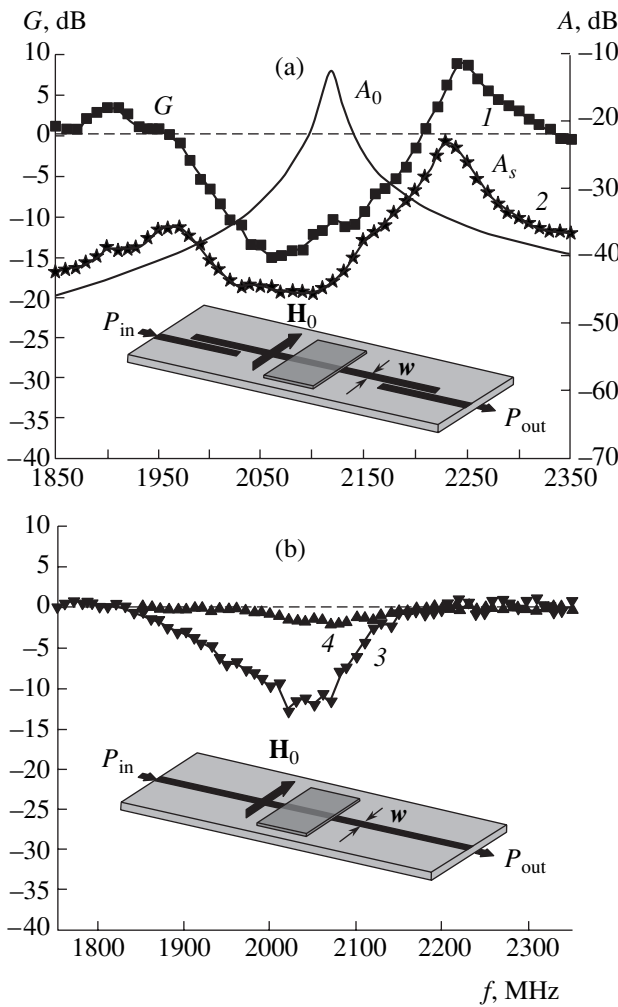 G, dB
A, dB
10
5
0
–5
–10
–15
–20
–25
–30
–35
–40
–10
–20
–30
–40
–50
–60
–70
(a)
G
A0
1
As
2
Pin
H0
w
Pout
1850
1950
2050
2150
2250
2350
10
5
0
–5
–10
–15
–20
–25
–30
–35
–40
(b)
4
3
Pin
H0
w
Pout
1800
1900
2000
2100
2200
2300
f, MHz